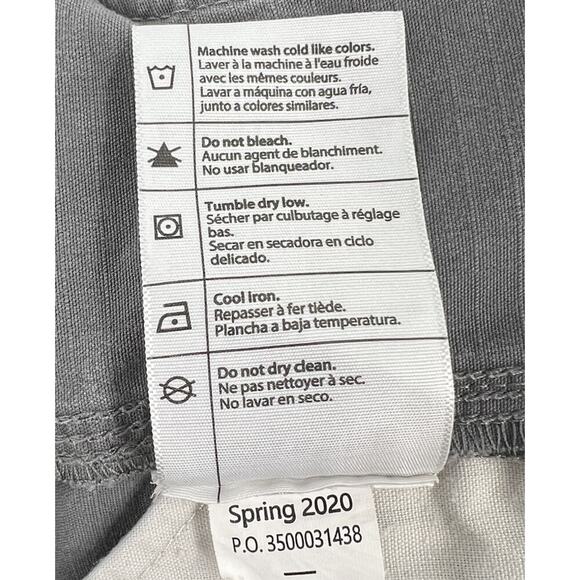 Machine wash cold like colors.
Laver à la machine à l'eau froide
avec les mêmes couleurs.
Lavar a máquina con agua fría,
junto a colores similares.
Do not bleach.
Aucun agent de blanchiment.
No usar blanqueador.
Tumble dry low.
Sécher par culbutage à réglage
bas.
Secar en secadora en ciclo
delicado.
Cool iron.
Repasser à fer tiède.
Plancha a baja temperatura.
Do not dry clean.
Ne pas nettoyer à sec.
No lavar en seco.
Spring 2020
P.O. 3500031438